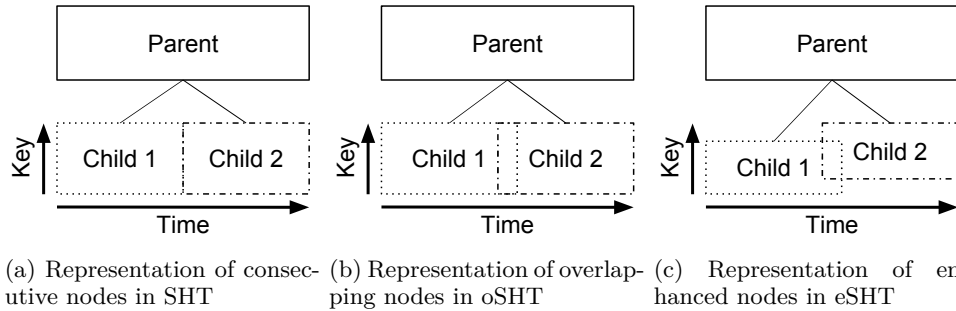 Parent
Parent
Parent
Key
Child 1
Child 2
Time
Key
Child 1
Child 2
Time
Key
Child 1
Child 2
Time
(a) Representation of consec-
utive nodes in SHT
(b) Representation of overlap-
ping nodes in oSHT
(c) Representation of en
hanced nodes in eSHT